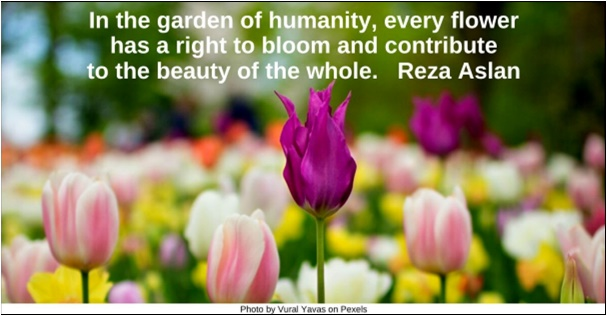 In the garden of humanity, every flower
has a right to bloom and contribute
to the beauty of the whole.   Reza Aslan
Photo by Vural Yavas on Pexels